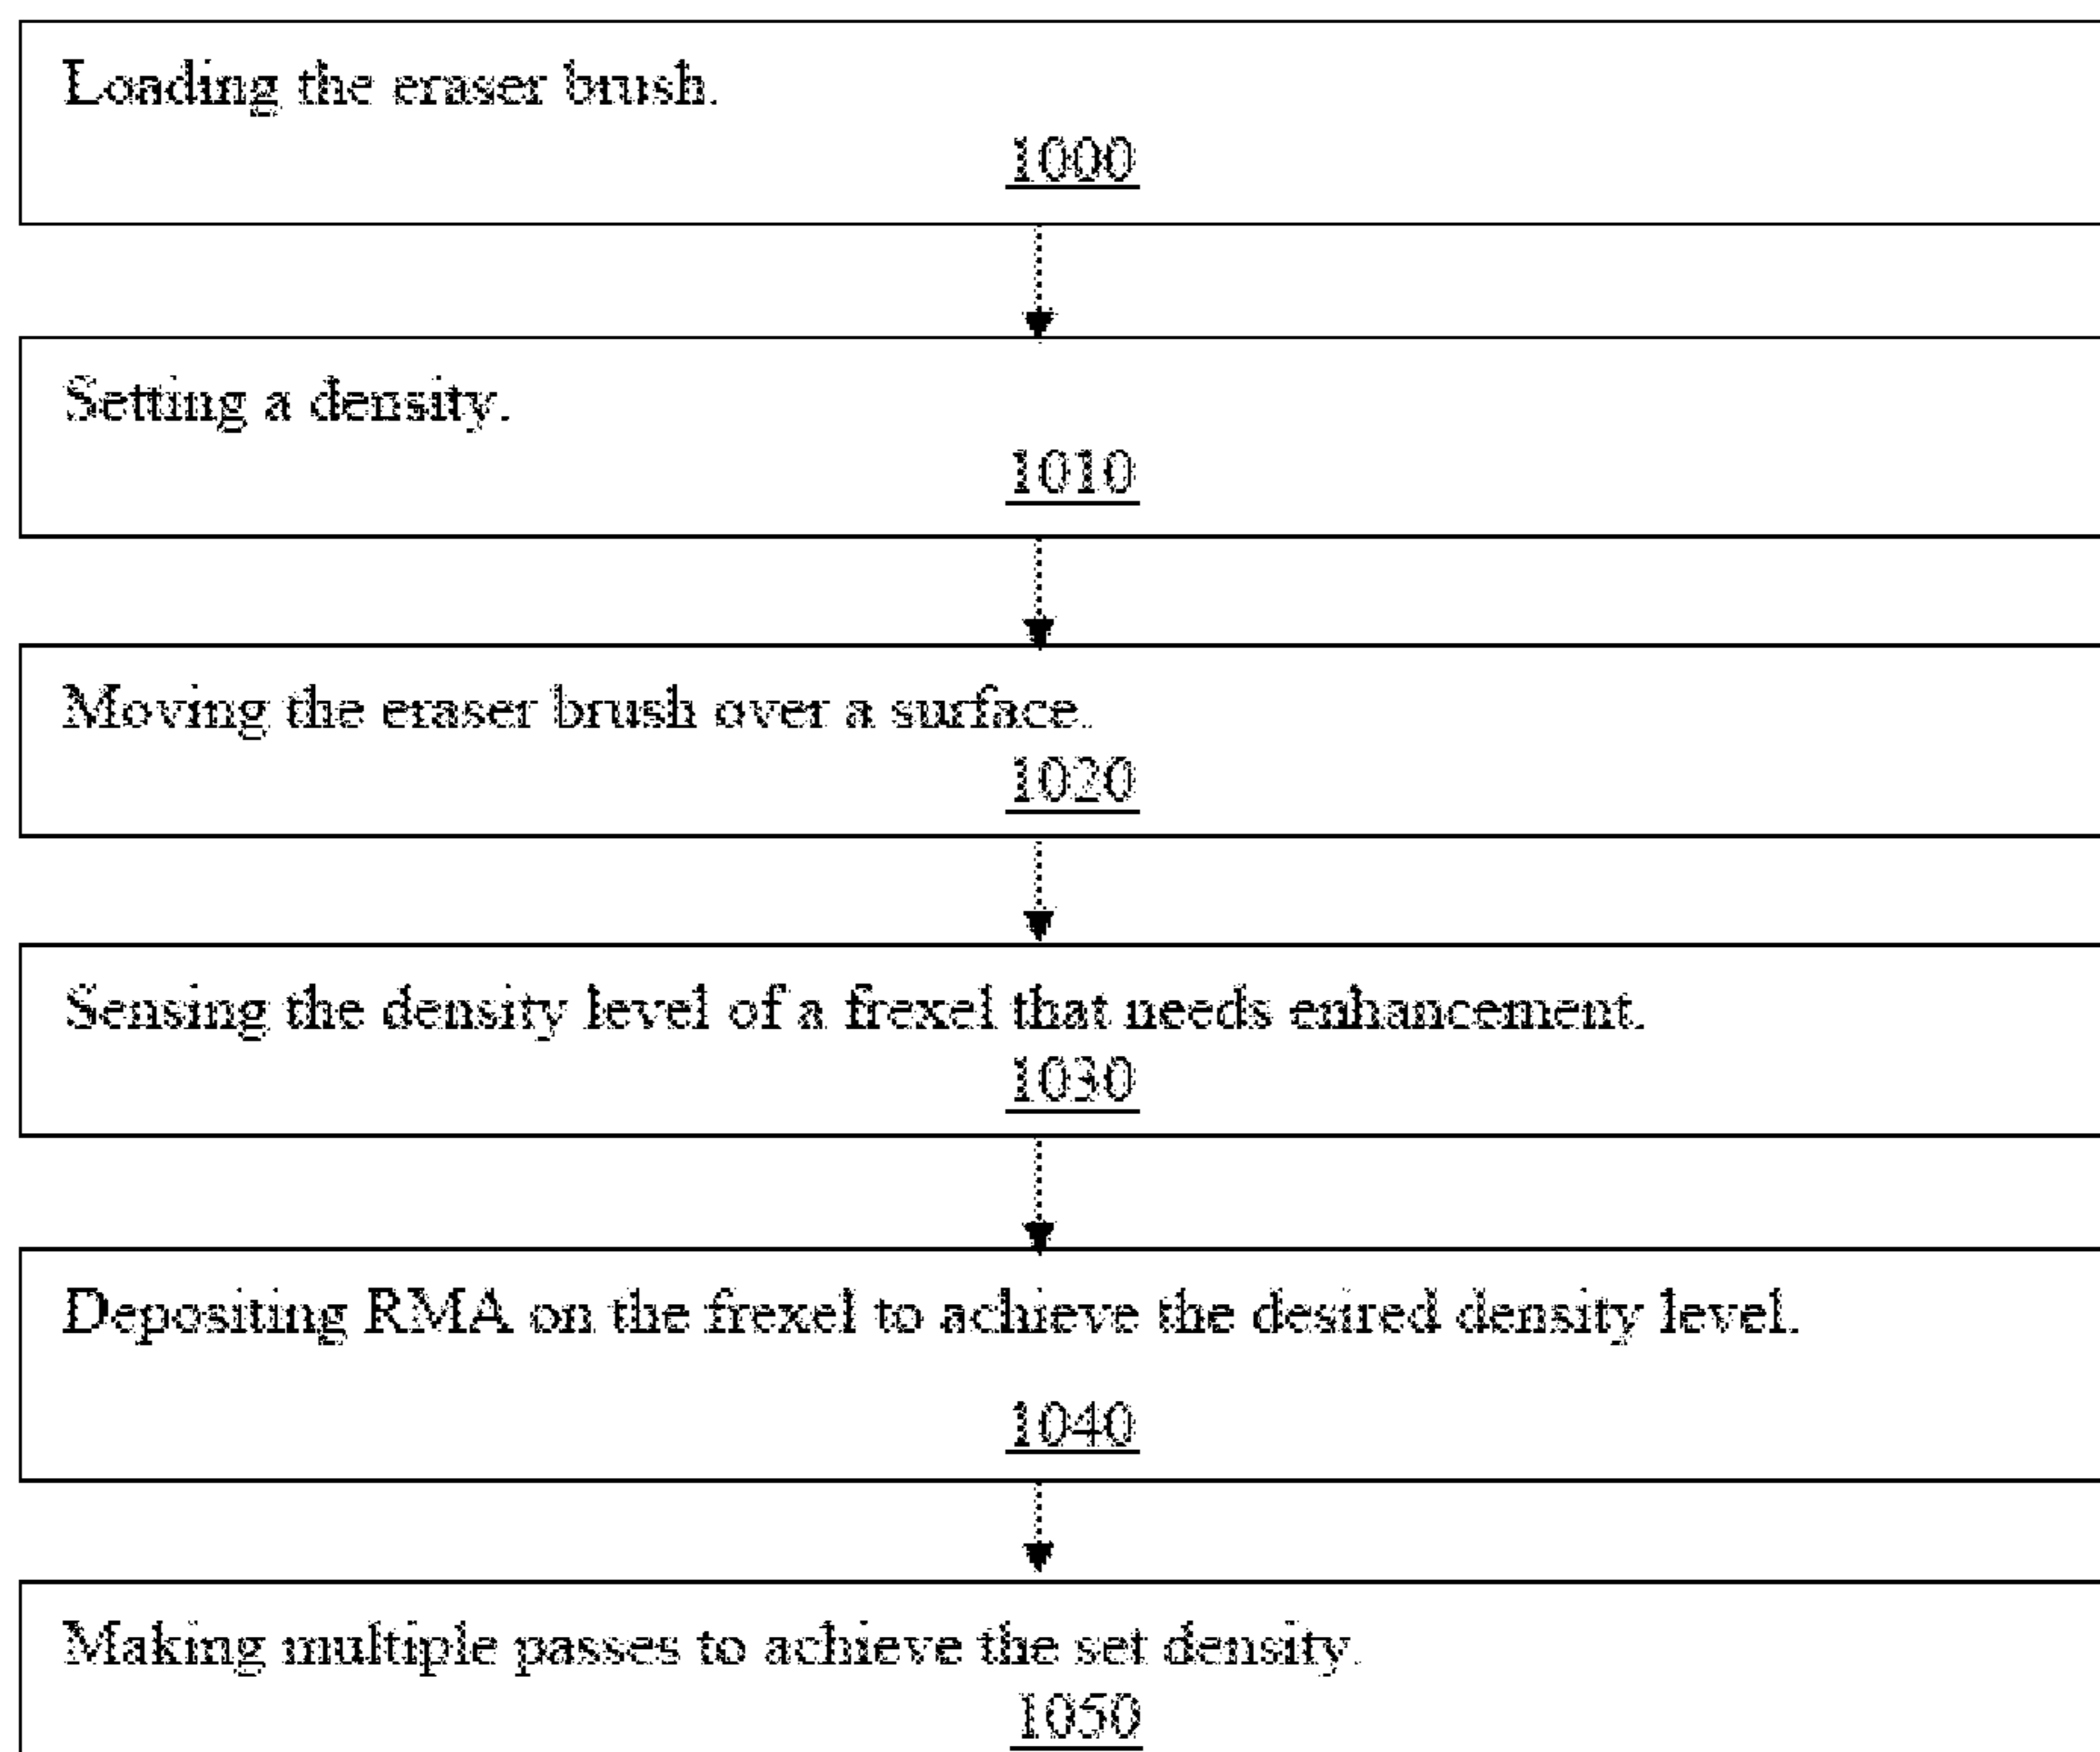 Loading the eraser brush.
1000
Setting a density.
1010
Moving the eraser brush over a surface.
1020
Sensing the density level of a frexel that needs enhancement.
1030
Depositing RMA on the frexel to achieve the desired density level.
1040
Making multiple passes to achieve the set density.
1050